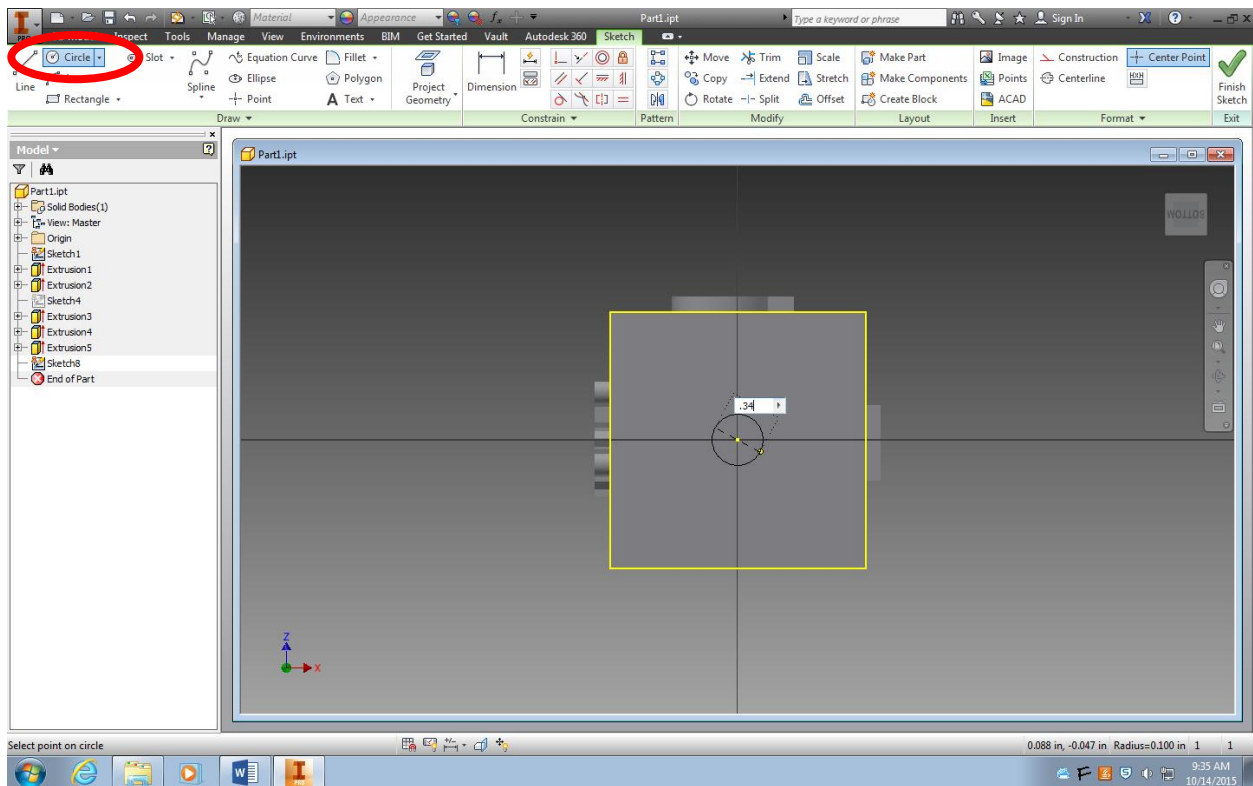 Material Appearance fx Part1.ipt Type a keyword or phrase Sign In
PRO Inspect Tools Manage View Environments BIM Get Started Vault Autodesk 360 Sketch
Circle Slot Equation Curve Fillet Move Trim Scale Make Part Construction Center Point
Line Spline Ellipse Polygon Project Geometry Dimension Copy Extend Stretch Make Components Image Points Centerline Finish Sketch
Rectangle Point A Text Rotate Split Offset Create Block ACAD
Draw Constrain Pattern Modify Layout Insert Format Exit
Model
Part1.ipt
Part1.ipt
Solid Bodies(1)
View: Master
Origin
Sketch1
Extrusion1
Extrusion2
Sketch4
Extrusion3
Extrusion4
Extrusion5
Sketch8
End of Part
BOTTOM
.34
Z
X
Select point on circle
0.088 in, -0.047 in Radius=0.100 in 1 1
9:35 AM
10/14/2015